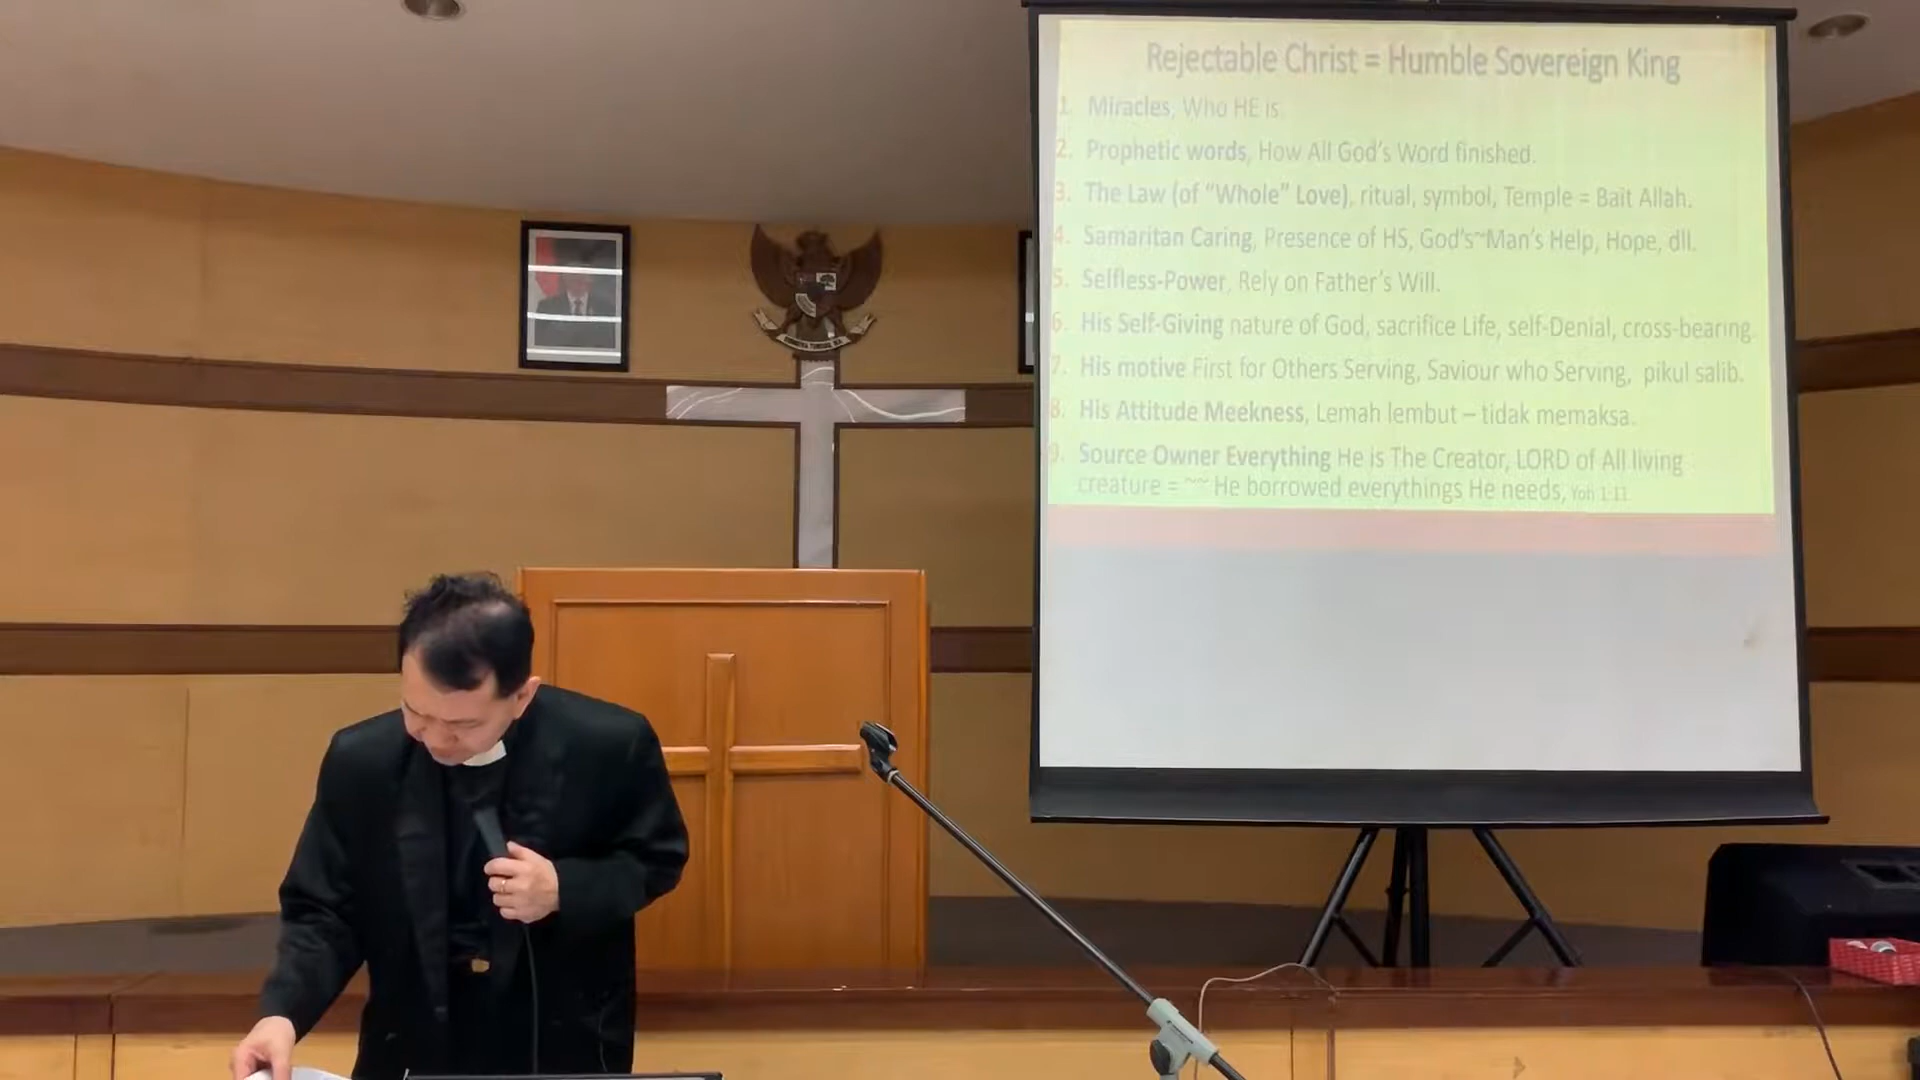 Rejectable Christ = Humble Sovereign King
1. Miracles, Who HE is.
2. Prophetic words, How All God's Word finished.
3. The Law (of "Whole" Love), ritual, symbol, Temple = Bait Allah.
4. Samaritan Caring, Presence of HS, God's~Man's Help, Hope, dll.
5. Selfless-Power, Rely on Father's Will.
6. His Self-Giving nature of God, sacrifice Life, self-Denial, cross-bearing.
7. His motive First for Others Serving, Saviour who Serving, pikul salib.
8. His Attitude Meekness, Lemah lembut – tidak memaksa.
9. Source Owner Everything He is The Creator, LORD of All living
creature = ~~ He borrowed everythings He needs, Yoh 1:11